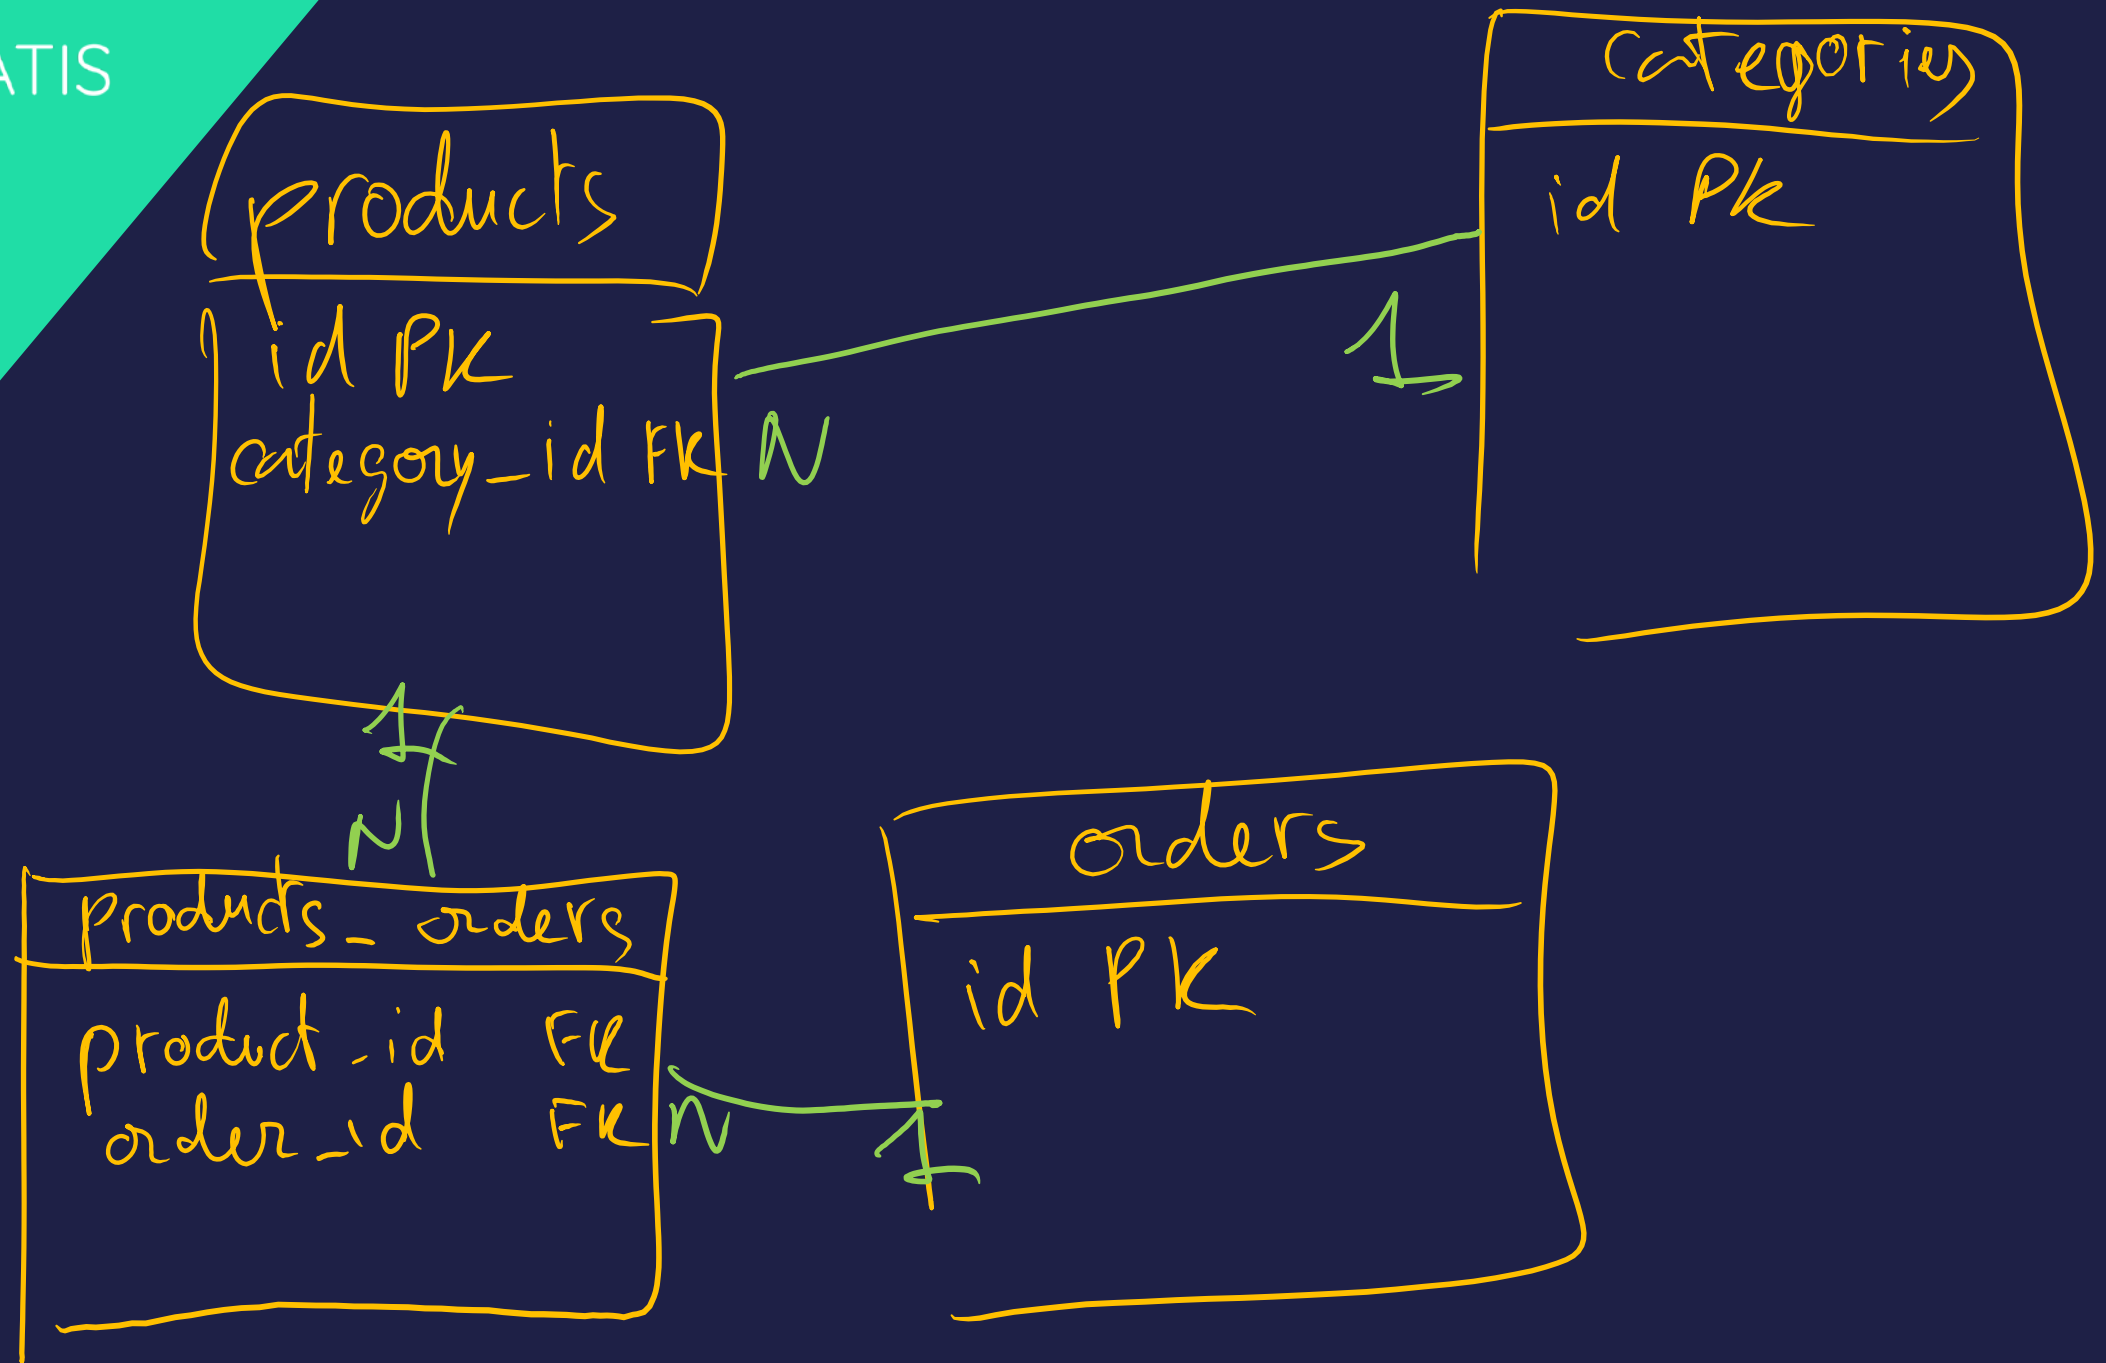 ATIS
categories
id PK
products
id PK
category_id FK
N
1
1
N
products_orders
product_id FK
order_id FK
N
1
orders
id PK